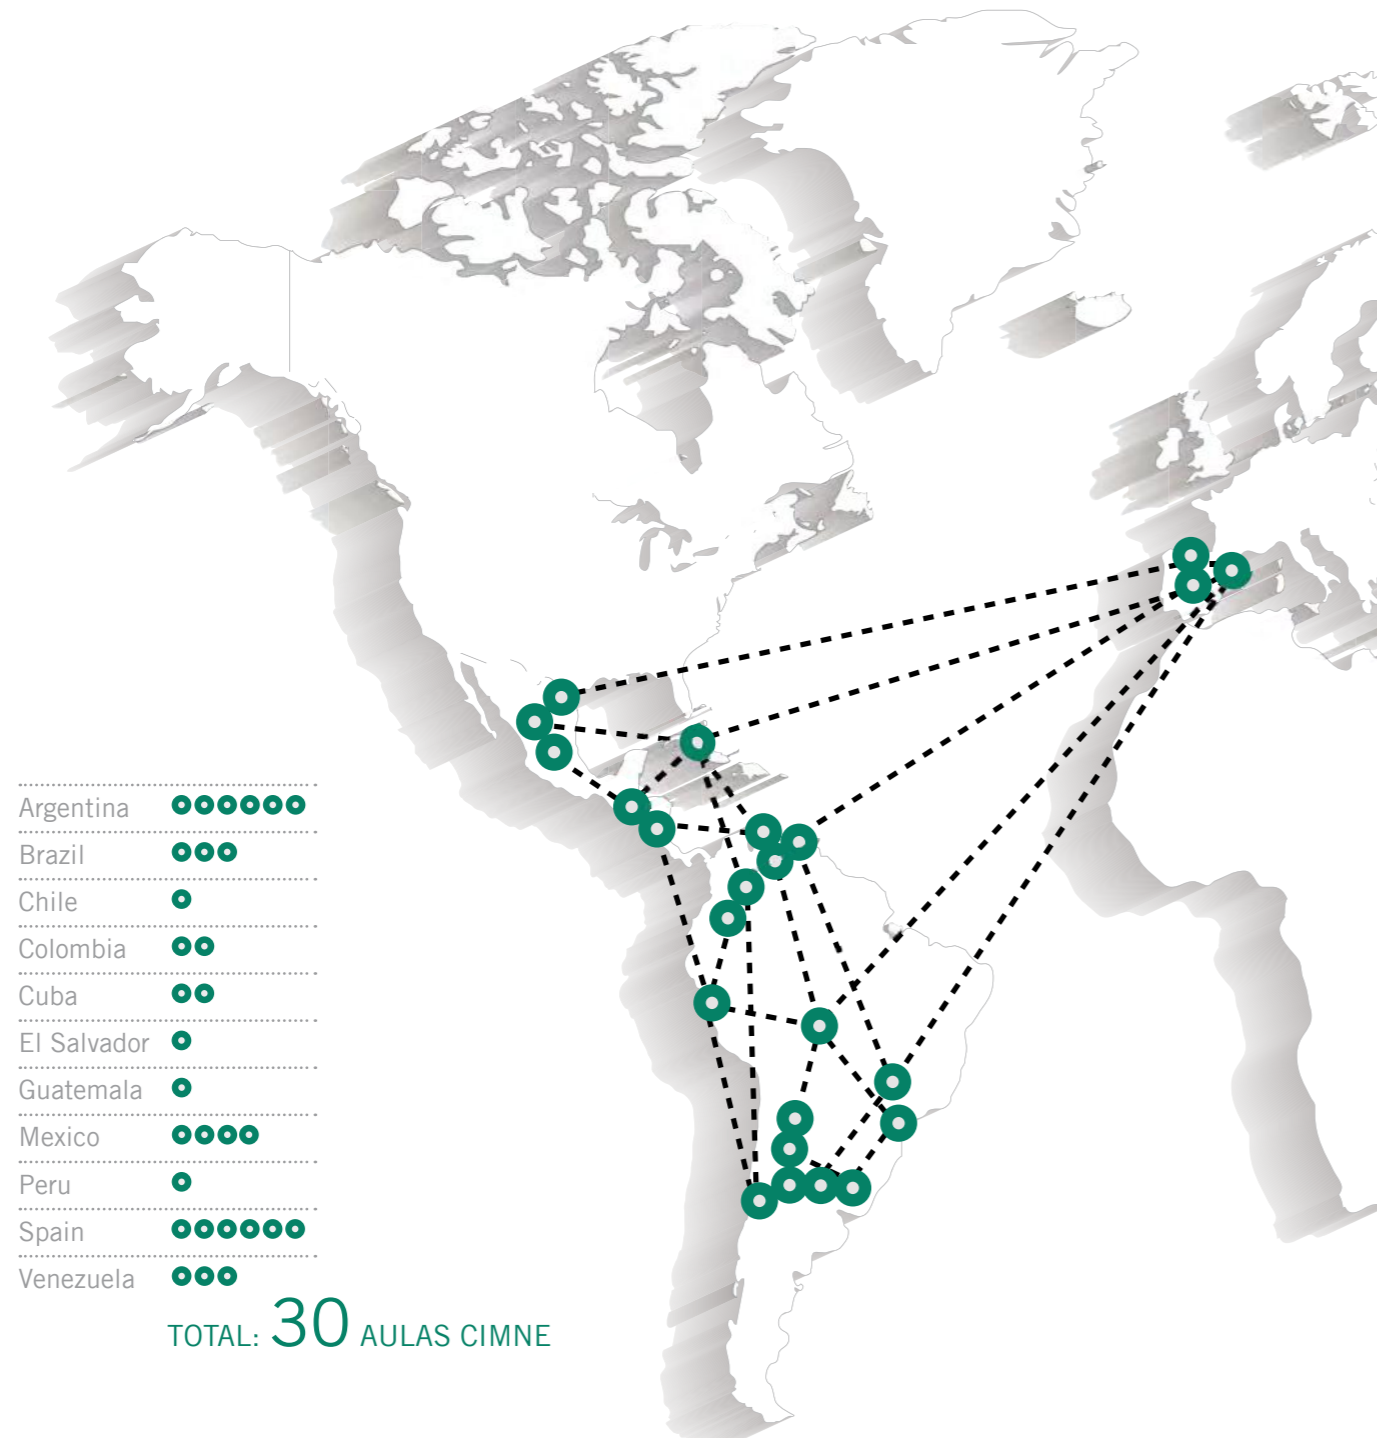 Argentina
Brazil
Chile
Colombia
Cuba
El Salvador
Guatemala
Mexico
Peru
Spain
Venezuela
TOTAL: 30 AULAS CIMNE